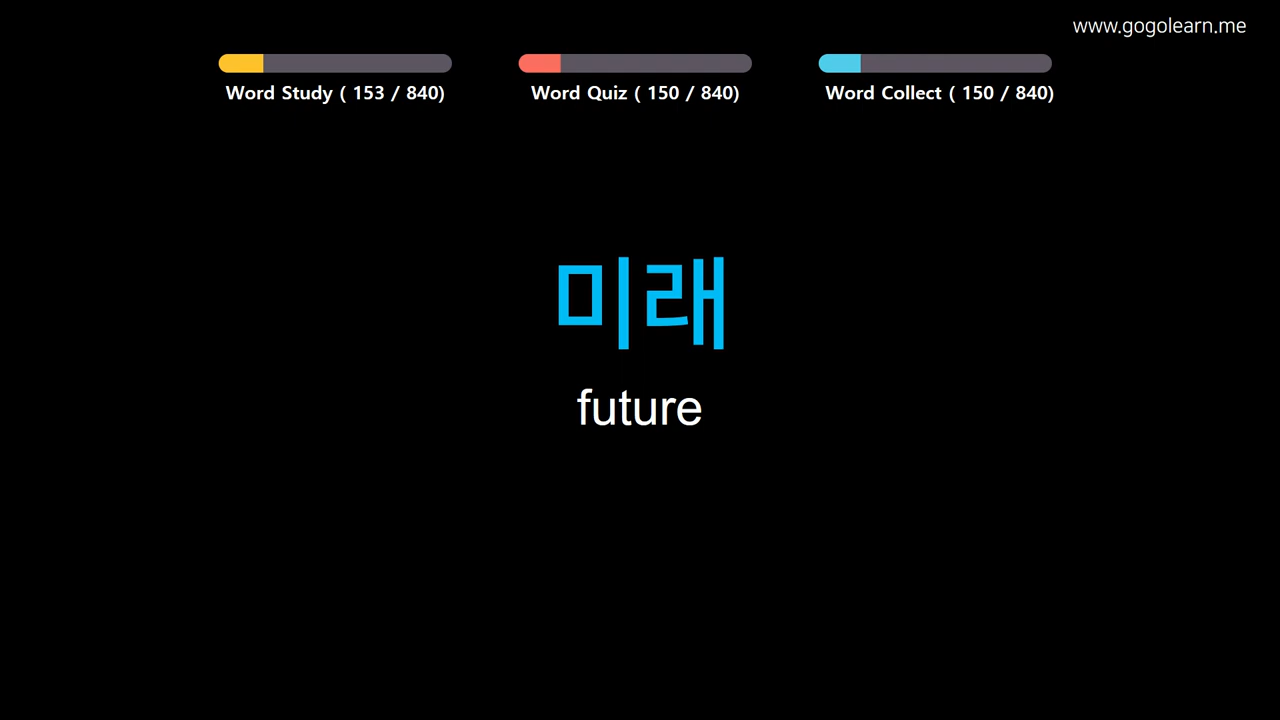 www.gogolearn.me
Word Study ( 153 / 840)
Word Quiz ( 150 / 840)
Word Collect ( 150 / 840)
미래
future